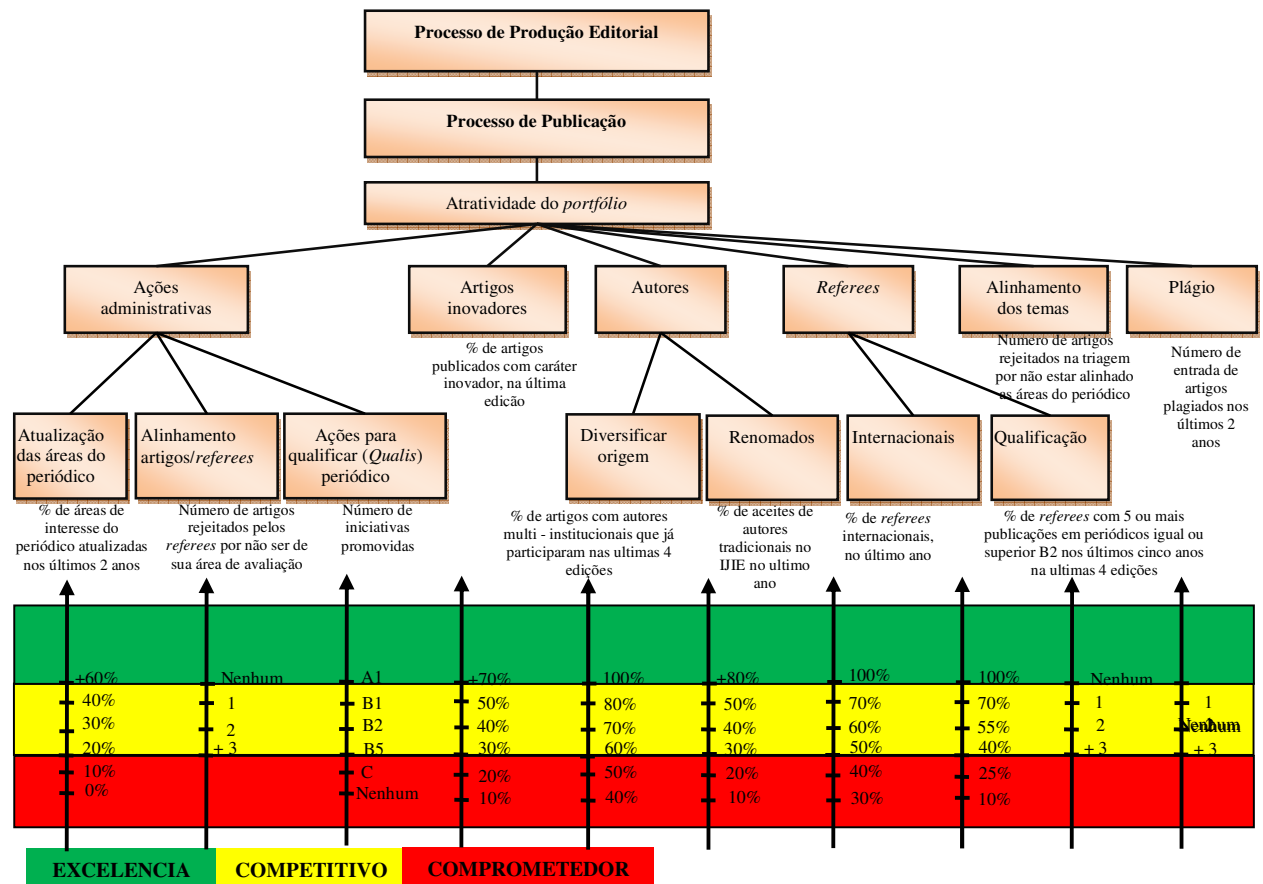 Processo de Produção Editorial
Processo de Publicação
Atratividade do portfólio
Ações
administrativas
Artigos
inovadores
Autores
Referees
Alinhamento
dos temas
Plágio
% de artigos
publicados com caráter
inovador, na última
edição
Número de artigos
rejeitados na triagem
por não estar alinhado
as áreas do periódico
Número de
entrada de
artigos
plagiados nos
últimos 2
anos
Atualização
das áreas do
periódico
Alinhamento
artigos/referees
Ações para
qualificar (Qualis)
periódico
Diversificar
origem
Renomados
Internacionais
Qualificação
% de áreas de
interesse do
periódico atualizadas
nos últimos 2 anos
Número de artigos
rejeitados pelos
referees por não ser de
sua área de avaliação
Número de
iniciativas
promovidas
% de artigos com autores
multi - institucionais que já
participaram nas ultimas 4
edições
% de aceites de
autores
tradicionais no
IJIE no ultimo
ano
% de referees
internacionais,
no último ano
% de referees com 5 ou mais
publicações em periódicos igual ou
superior B2 nos últimos cinco anos
na ultimas 4 edições
+60% Nenhum A1 +70% 100% +80% 100% 100% Nenhum
40% 1 B1 50% 80% 50% 70% 70% 1 1
30% 2 B2 40% 70% 40% 60% 55% 2 Nenhum
20% + 3 B5 30% 60% 30% 50% 40% + 3 + 3
10% C 20% 50% 20% 40% 25%
0% Nenhum 10% 40% 10% 30% 10%
EXCELENCIA COMPETITIVO COMPROMETEDOR